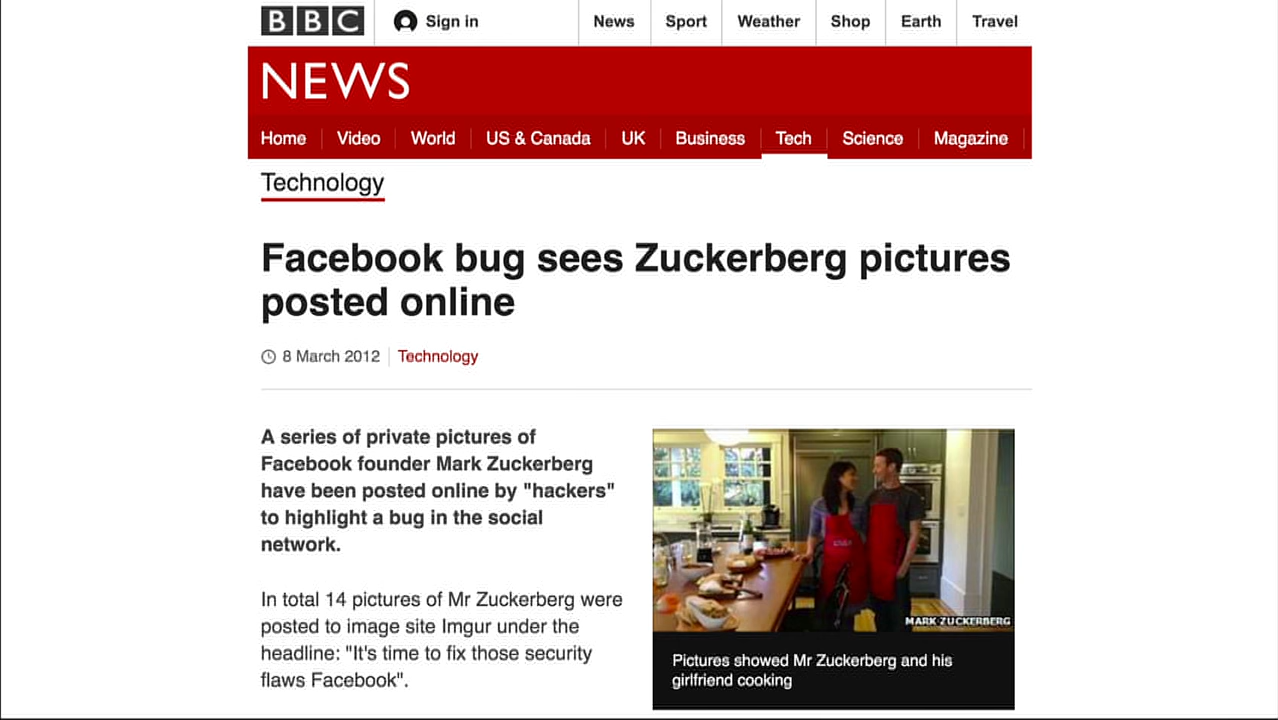 BBC Sign in News Sport Weather Shop Earth Travel
NEWS
Home Video World US & Canada UK Business Tech Science Magazine
Technology
Facebook bug sees Zuckerberg pictures
posted online
8 March 2012 Technology
A series of private pictures of
Facebook founder Mark Zuckerberg
have been posted online by "hackers"
to highlight a bug in the social
network.
In total 14 pictures of Mr Zuckerberg were
posted to image site Imgur under the
headline: "It's time to fix those security
flaws Facebook".
MARK ZUCKERBERG
Pictures showed Mr Zuckerberg and his
girlfriend cooking